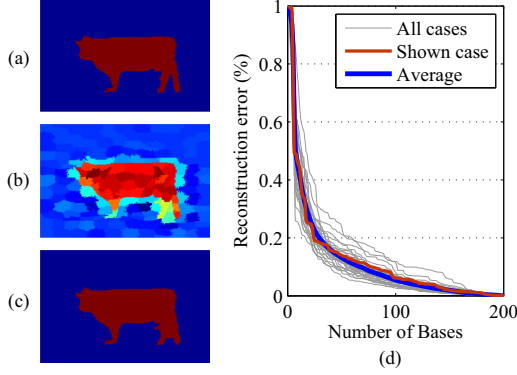 (a)
(b)
(c)
1
0.8
0.6
0.4
0.2
0
Reconstruction error (%)
All cases
Shown case
Average
0 100 200
Number of Bases
(d)